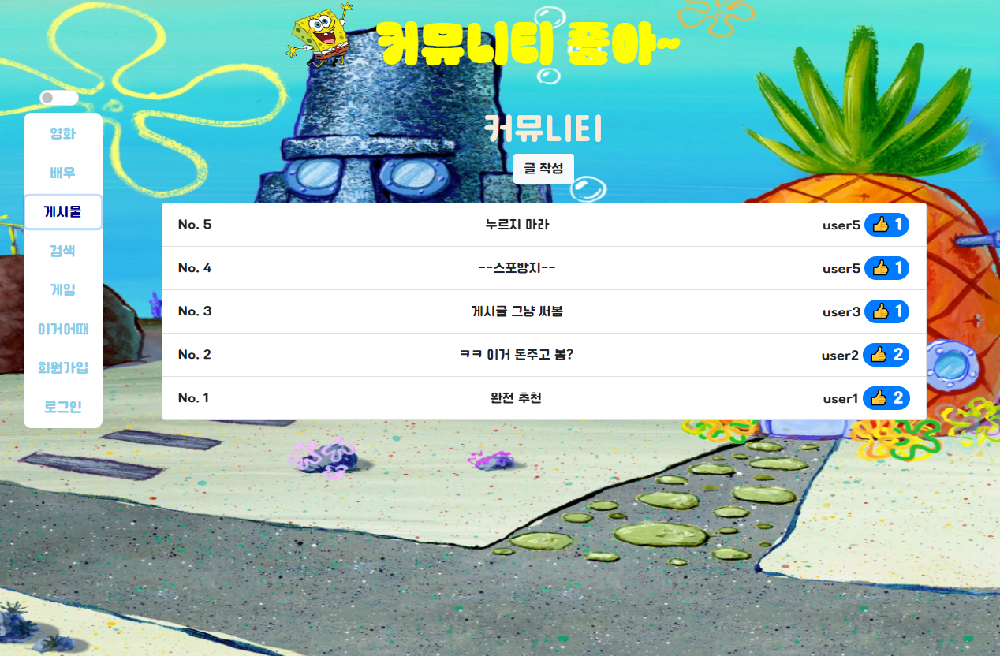 커뮤니티 좋아~
영화
배우
게시물
검색
게임
이거어때
회원가입
로그인
커뮤니티
글 작성
No. 5 누르지 마라 user5 👍 1
No. 4 --스포방지-- user5 👍 1
No. 3 게시글 그냥 써봄 user3 👍 1
No. 2 ㅋㅋ 이거 돈주고 봄? user2 👍 2
No. 1 완전 추천 user1 👍 2